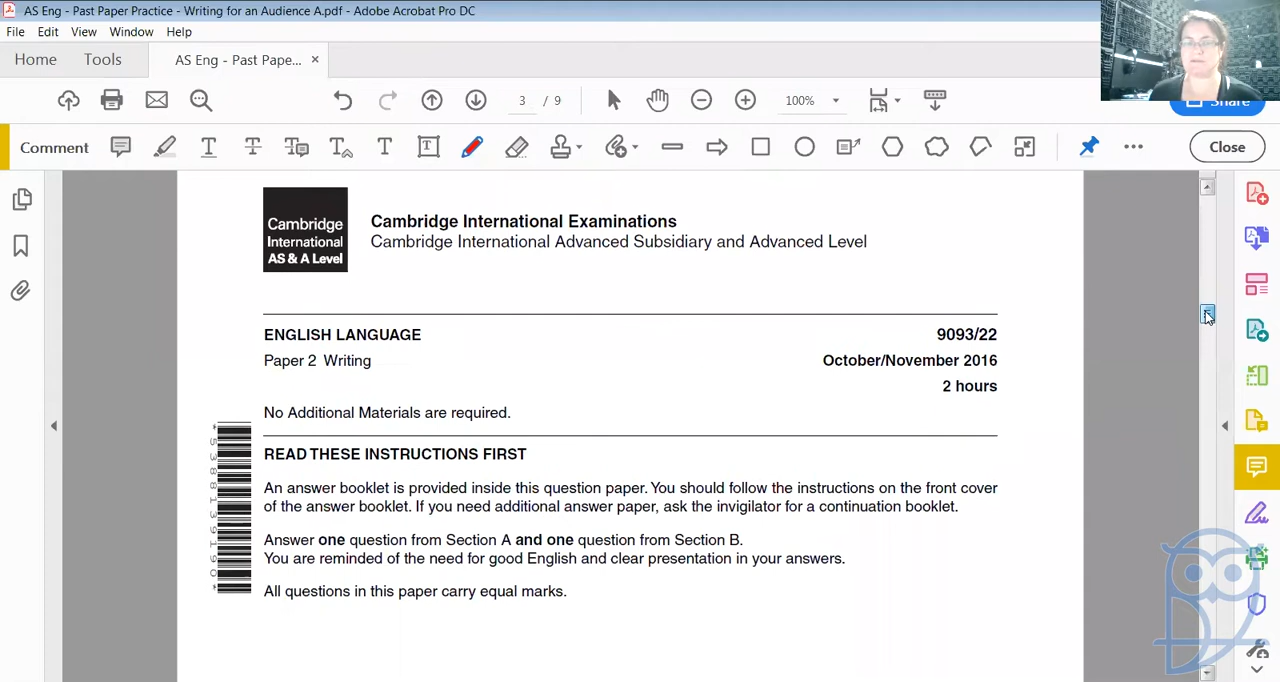 AS Eng - Past Paper Practice - Writing for an Audience A.pdf - Adobe Acrobat Pro DC
File Edit View Window Help
Home Tools AS Eng - Past Pape... ×
3 / 9 100% Share
Comment Close
Cambridge
International
AS & A Level
Cambridge International Examinations
Cambridge International Advanced Subsidiary and Advanced Level
ENGLISH LANGUAGE 9093/22
Paper 2 Writing October/November 2016
2 hours
No Additional Materials are required.
READ THESE INSTRUCTIONS FIRST
An answer booklet is provided inside this question paper. You should follow the instructions on the front cover
of the answer booklet. If you need additional answer paper, ask the invigilator for a continuation booklet.
Answer one question from Section A and one question from Section B.
You are reminded of the need for good English and clear presentation in your answers.
All questions in this paper carry equal marks.